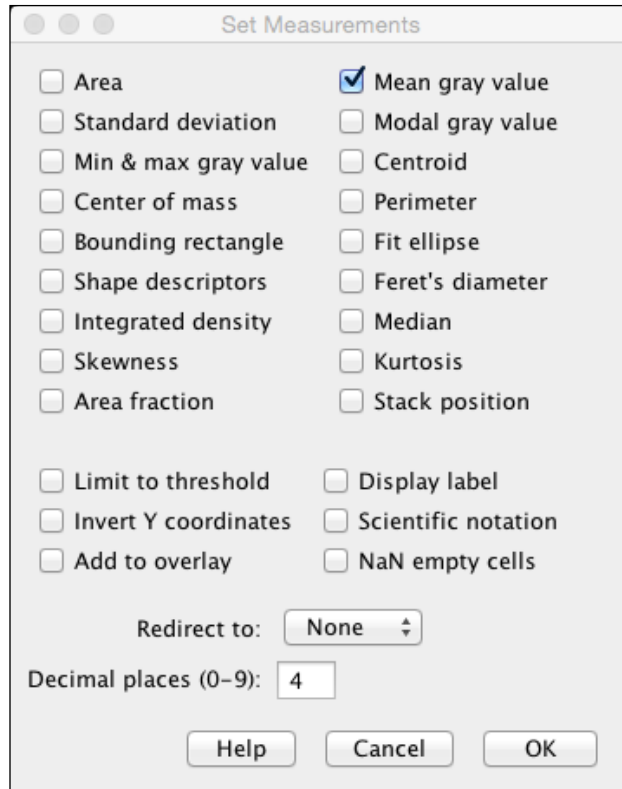 Set Measurements
Area Mean gray value
Standard deviation Modal gray value
Min & max gray value Centroid
Center of mass Perimeter
Bounding rectangle Fit ellipse
Shape descriptors Feret's diameter
Integrated density Median
Skewness Kurtosis
Area fraction Stack position
Limit to threshold Display label
Invert Y coordinates Scientific notation
Add to overlay NaN empty cells
Redirect to: None
Decimal places (0-9): 4
Help Cancel OK